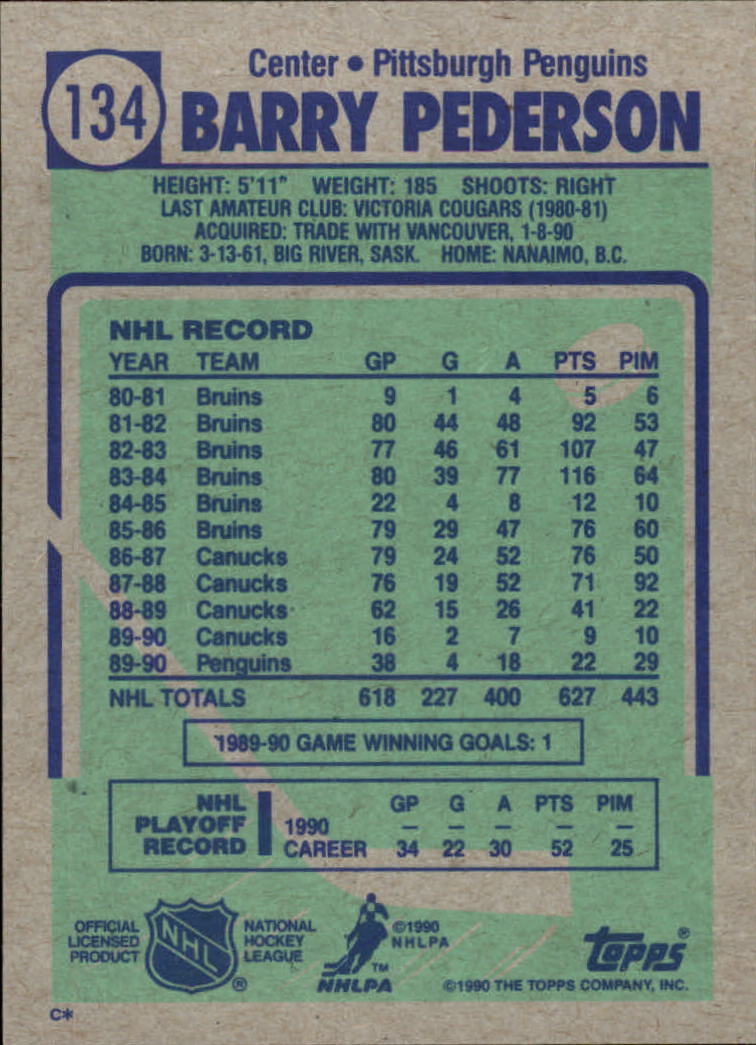 134
Center • Pittsburgh Penguins
BARRY PEDERSON
HEIGHT: 5'11" WEIGHT: 185 SHOOTS: RIGHT
LAST AMATEUR CLUB: VICTORIA COUGARS (1980-81)
ACQUIRED: TRADE WITH VANCOUVER, 1-8-90
BORN: 3-13-61, BIG RIVER, SASK. HOME: NANAIMO, B.C.
NHL RECORD
YEAR TEAM GP G A PTS PIM
80-81 Bruins 9 1 4 5 6
81-82 Bruins 80 44 48 92 53
82-83 Bruins 77 46 61 107 47
83-84 Bruins 80 39 77 116 64
84-85 Bruins 22 4 8 12 10
85-86 Bruins 79 29 47 76 60
86-87 Canucks 79 24 52 76 50
87-88 Canucks 76 19 52 71 92
88-89 Canucks 62 15 26 41 22
89-90 Canucks 16 2 7 9 10
89-90 Penguins 38 4 18 22 29
NHL TOTALS 618 227 400 627 443
1989-90 GAME WINNING GOALS: 1
NHL PLAYOFF RECORD
GP G A PTS PIM
1990 — — — — —
CAREER 34 22 30 52 25
OFFICIAL LICENSED PRODUCT
NHL
®
NATIONAL HOCKEY LEAGUE
©1990 NHLPA
TM
NHLPA
Topps®
©1990 THE TOPPS COMPANY, INC.
C*